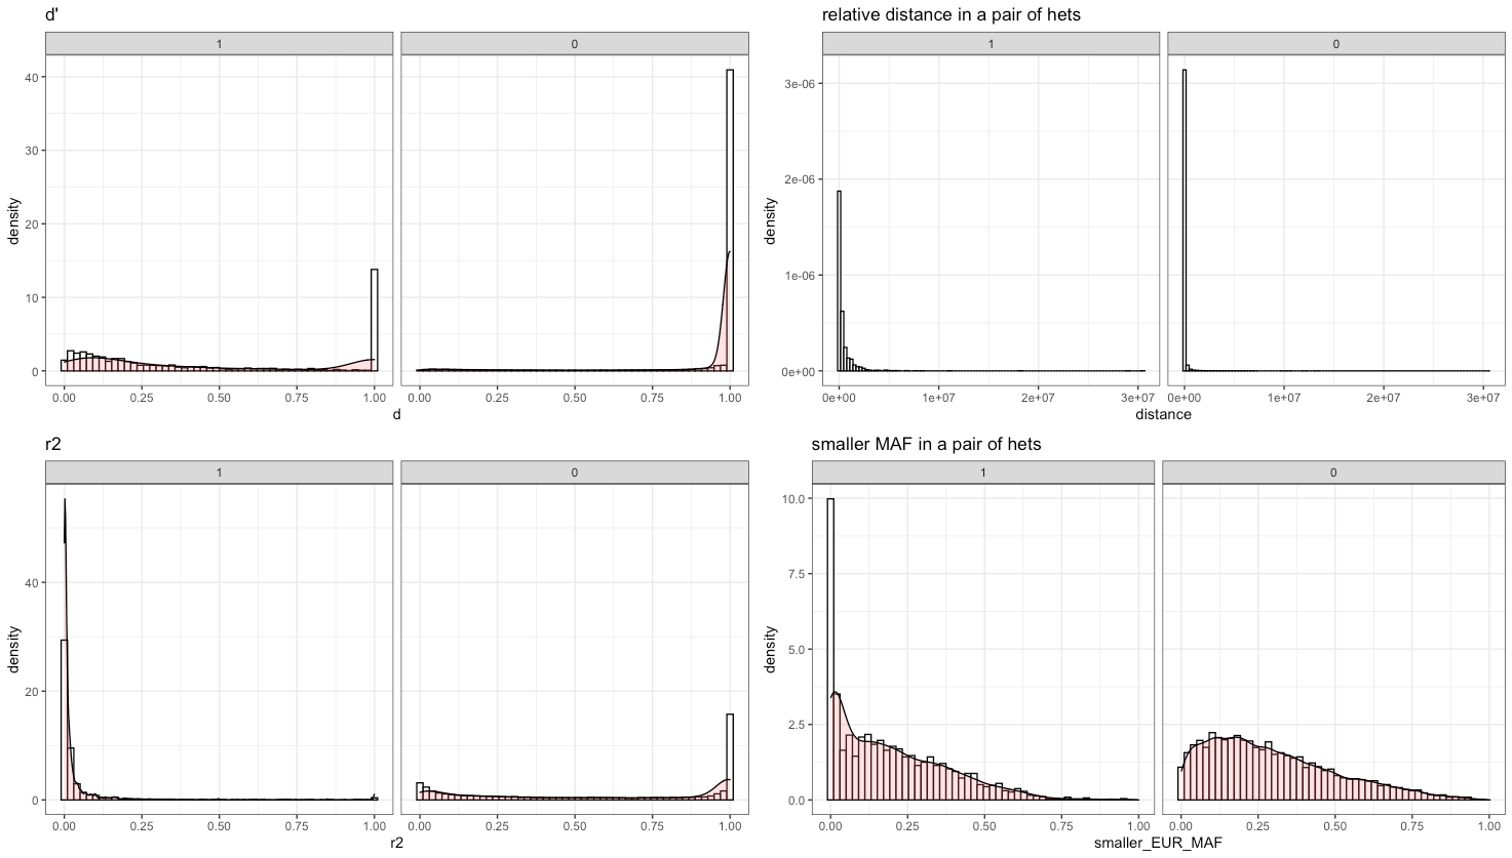 d'
1 0
40
30
20
10
0
density
0.00 0.25 0.50 0.75 1.00 0.00 0.25 0.50 0.75 1.00
d
relative distance in a pair of hets
1 0
3e-06
2e-06
1e-06
0e+00
density
0e+00 1e+07 2e+07 3e+07 0e+00 1e+07 2e+07 3e+07
distance
r2
1 0
40
20
0
density
0.00 0.25 0.50 0.75 1.00 0.00 0.25 0.50 0.75 1.00
r2
smaller MAF in a pair of hets
1 0
10.0
7.5
5.0
2.5
0.0
density
0.00 0.25 0.50 0.75 1.00 0.00 0.25 0.50 0.75 1.00
smaller_EUR_MAF